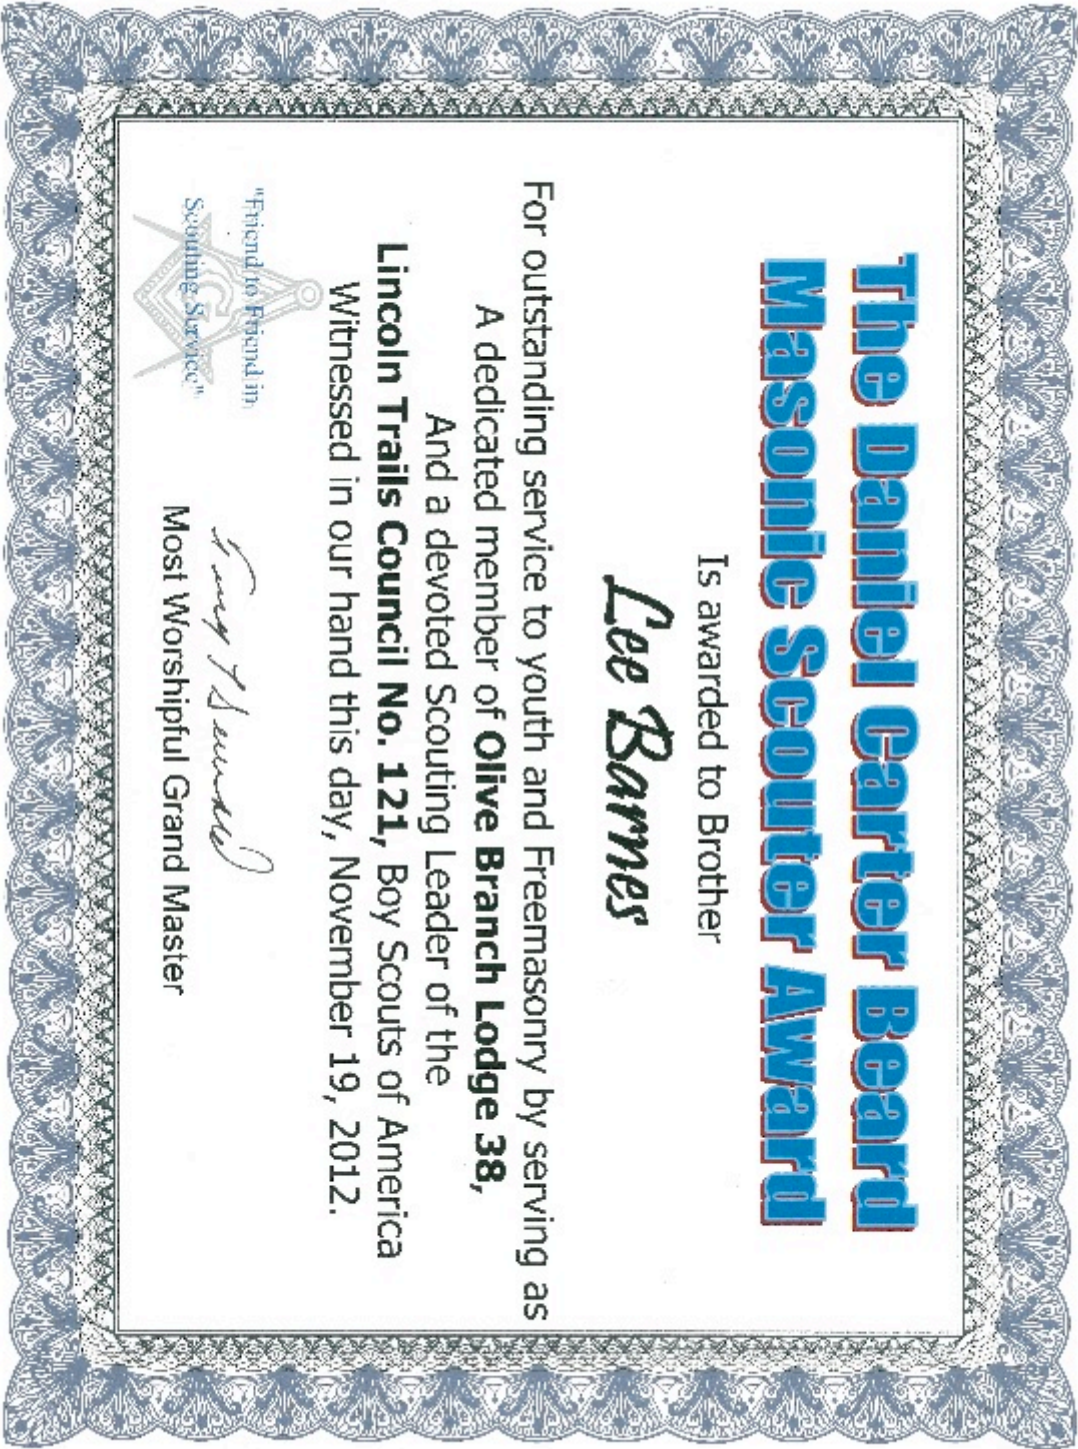 The Daniel Carter Beard
Masonic Scouter Award
Is awarded to Brother
Lee Barnes
For outstanding service to youth and Freemasonry by serving as
A dedicated member of Olive Branch Lodge 38,
And a devoted Scouting Leader of the
Lincoln Trails Council No. 121, Boy Scouts of America
Witnessed in our hand this day, November 19, 2012.
"Friend to Friend in
Scouting Service"
G
Most Worshipful Grand Master